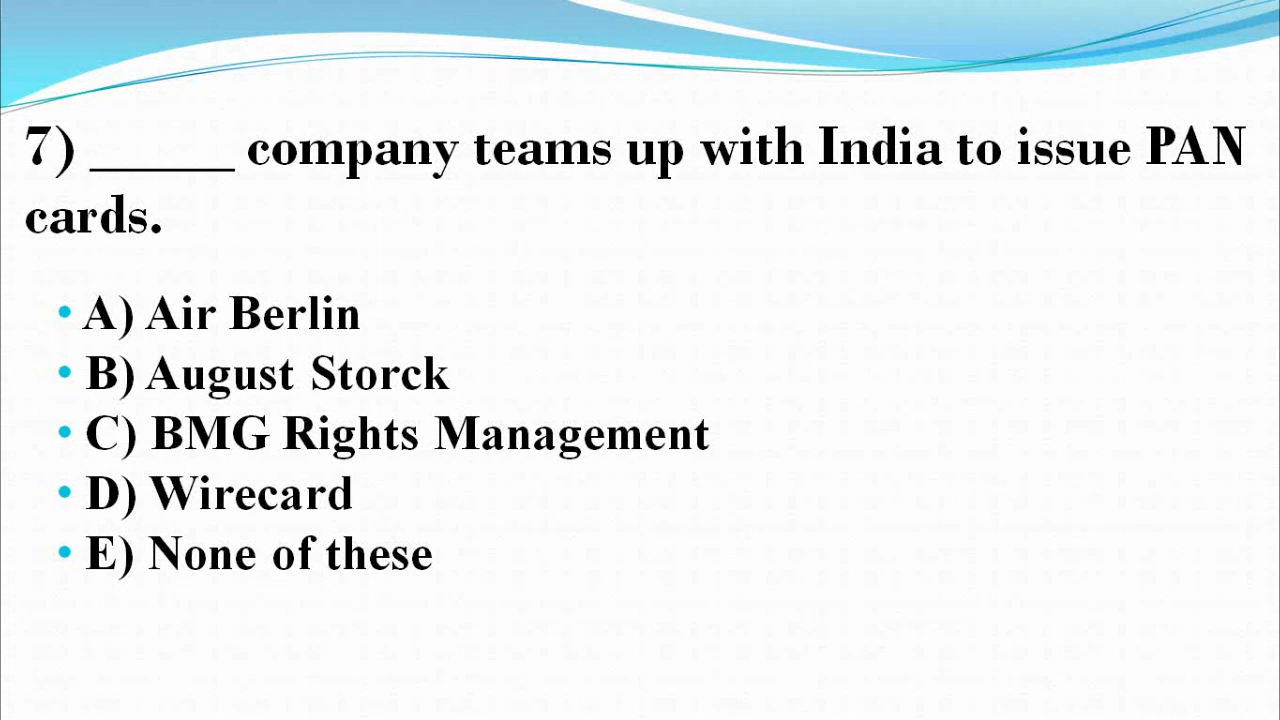 7) _____ company teams up with India to issue PAN
cards.
• A) Air Berlin
• B) August Storck
• C) BMG Rights Management
• D) Wirecard
• E) None of these